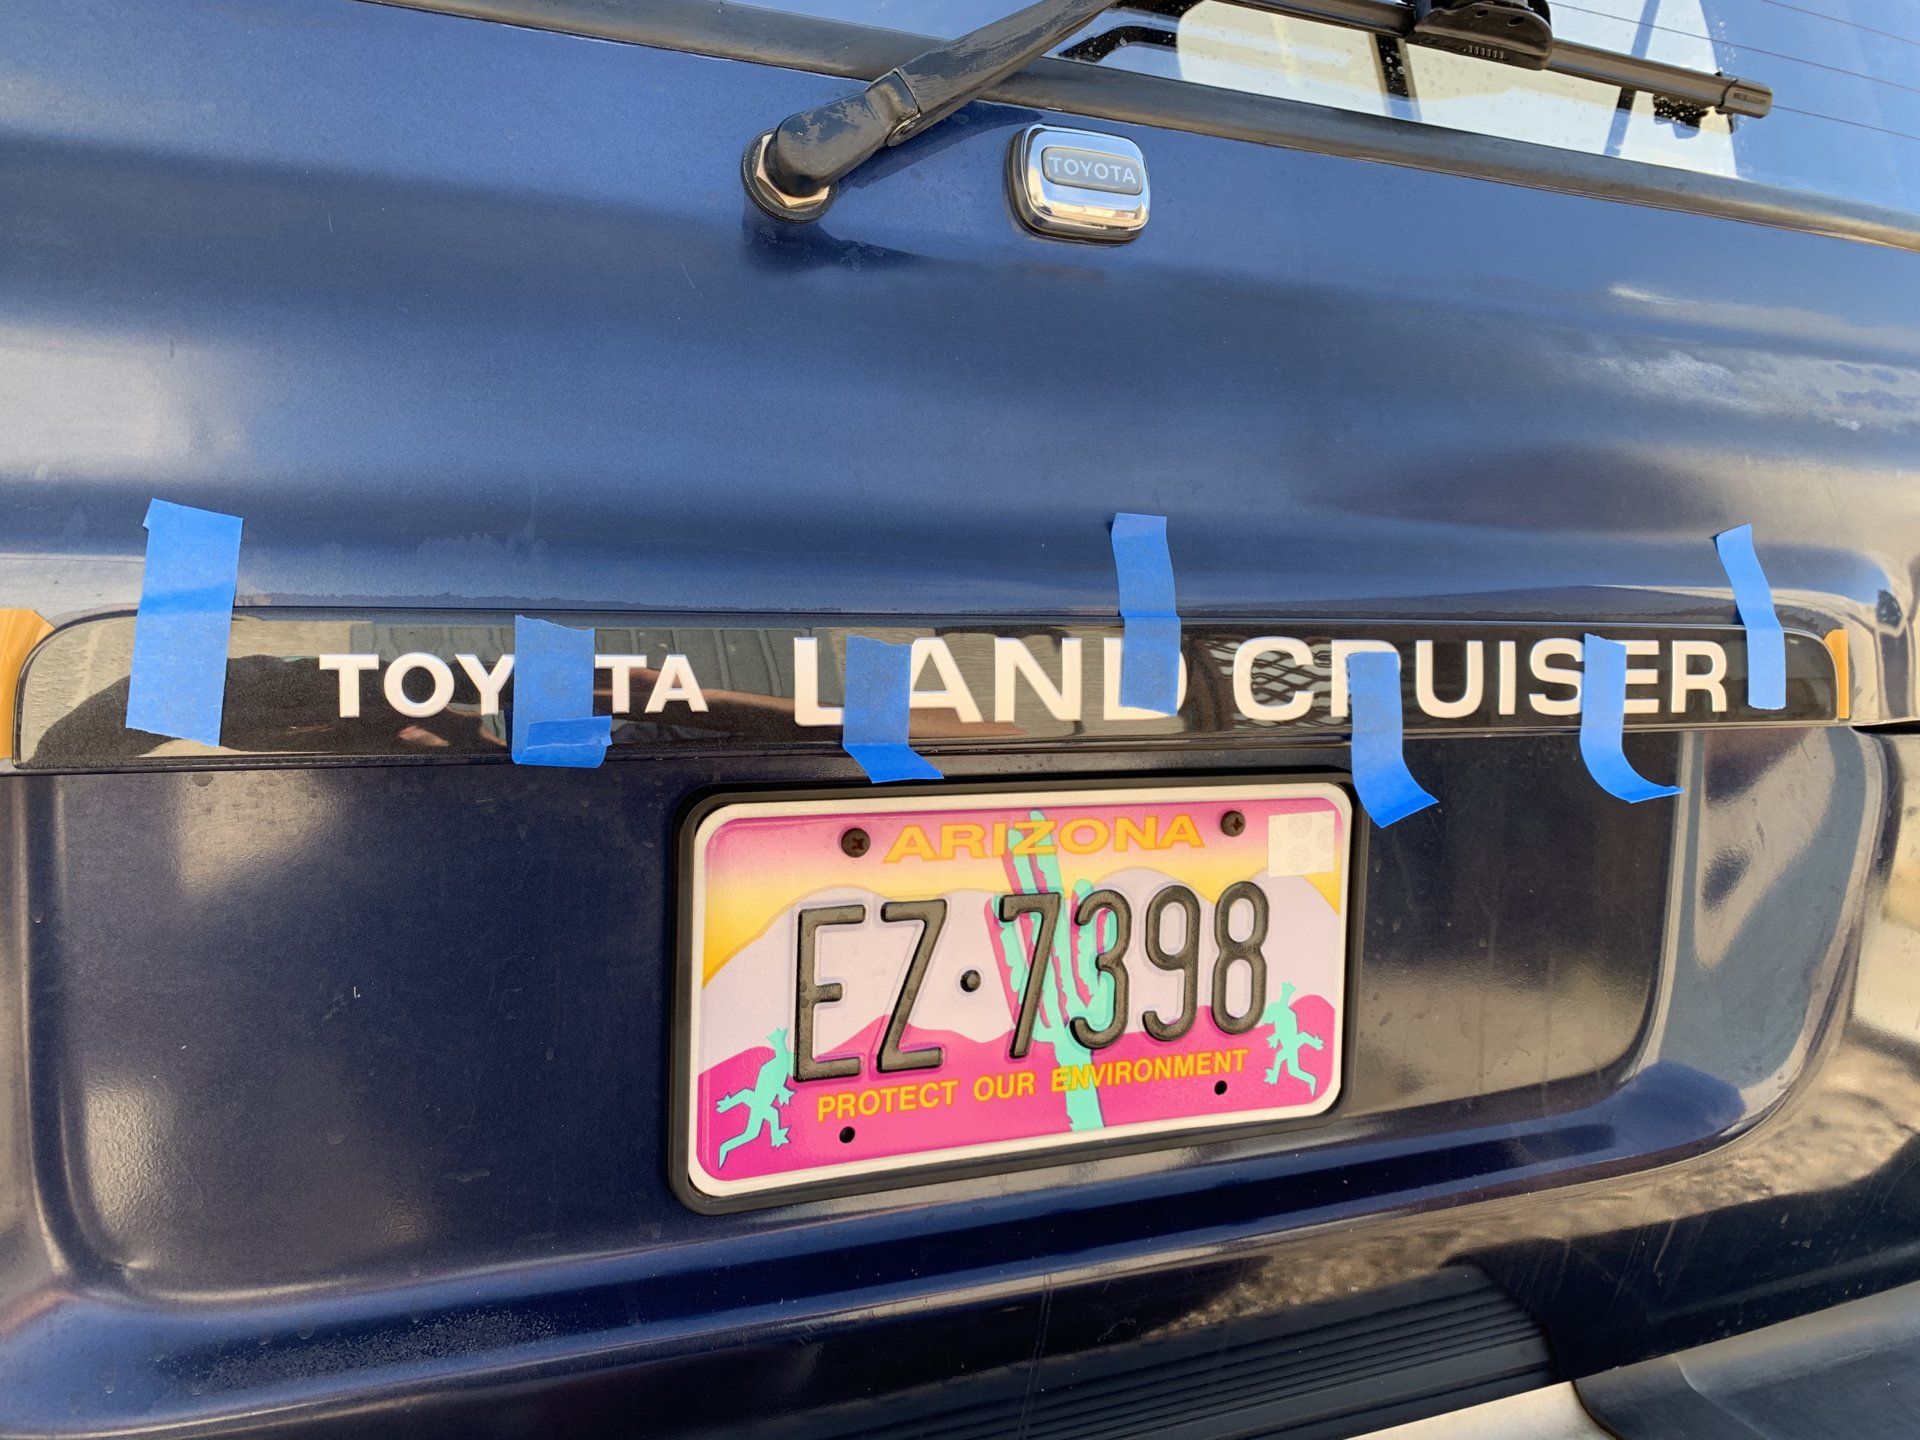 TOYOTA
TOYOTA LAND CRUISER
ARIZONA
EZ·7398
PROTECT OUR ENVIRONMENT